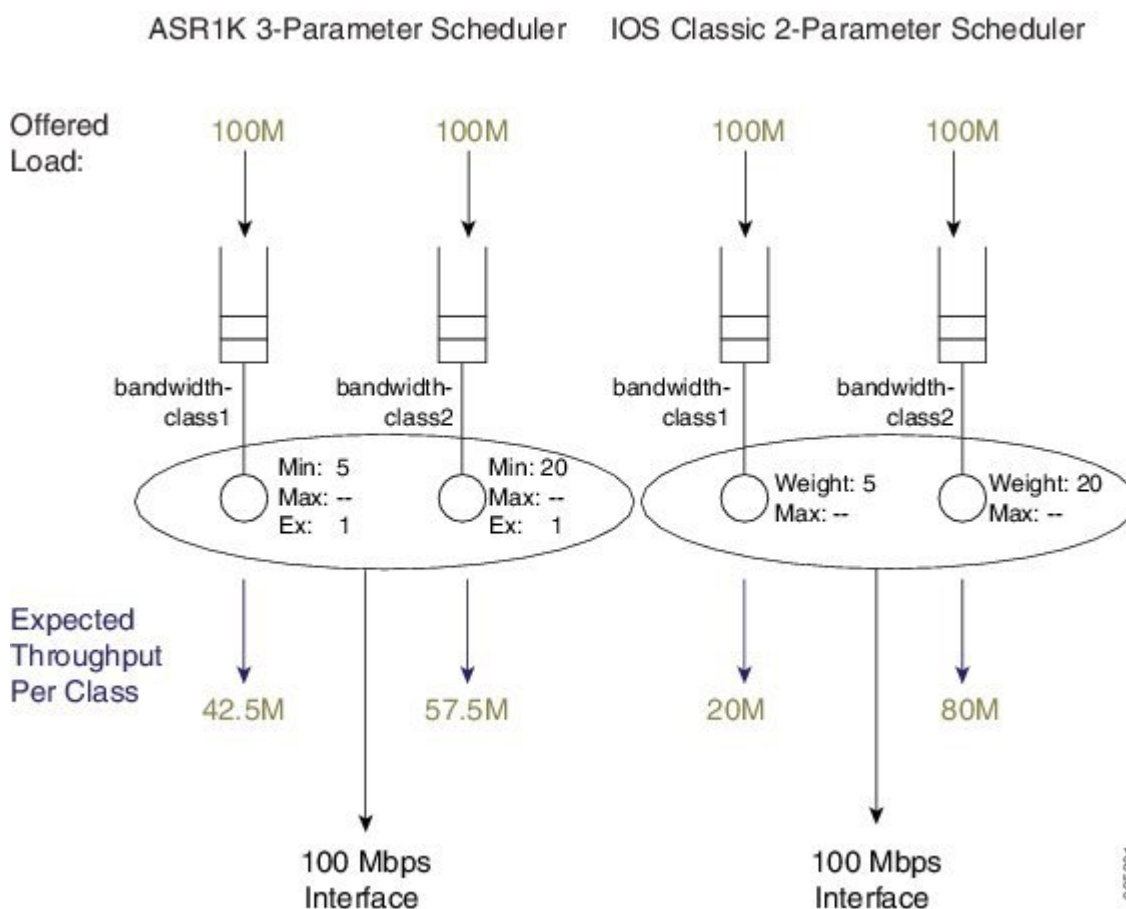 ASR1K 3-Parameter Scheduler
IOS Classic 2-Parameter Scheduler
Offered
Load:
100M
100M
100M
100M
bandwidth-
class1
bandwidth-
class2
bandwidth-
class1
bandwidth-
class2
Min: 5
Max: --
Ex: 1
Min: 20
Max: --
Ex: 1
Weight: 5
Max: --
Weight: 20
Max: --
Expected
Throughput
Per Class
42.5M
57.5M
20M
80M
100 Mbps
Interface
100 Mbps
Interface